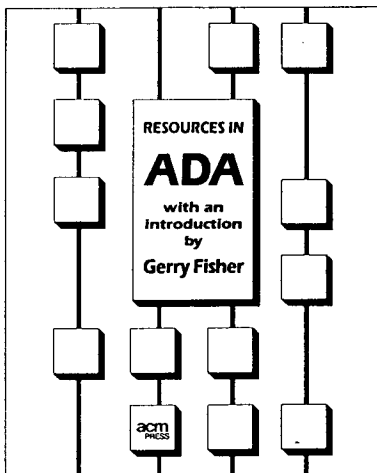 RESOURCES IN
ADA
with an
introduction
by
Gerry Fisher
acm
PRESS